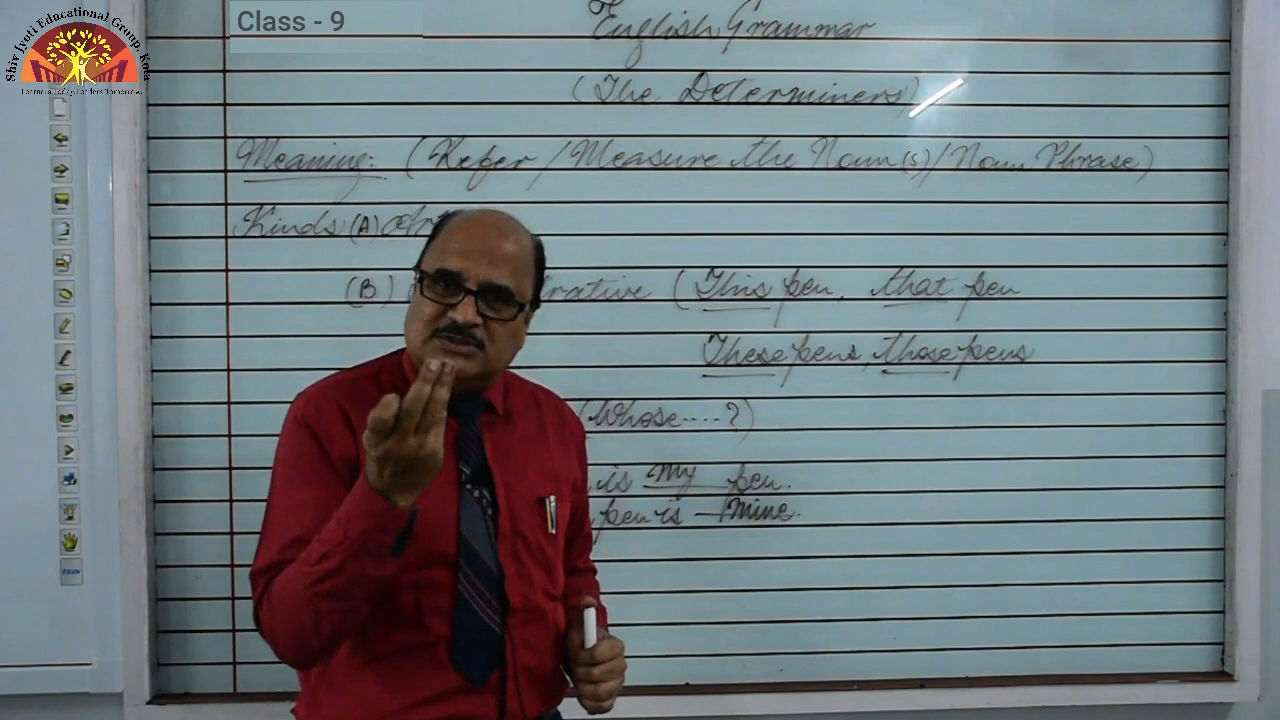 Shiv Jyoti Educational Group, Kota
Class - 9
English Grammar
(The Determiners)
Meaning: (Refer / Measure the Noun(s) / Noun Phrase)
Kinds (A)
(B) (This pen, that pen
These pens, those pens
(Whose....?)
is my pen.
pen is mine.